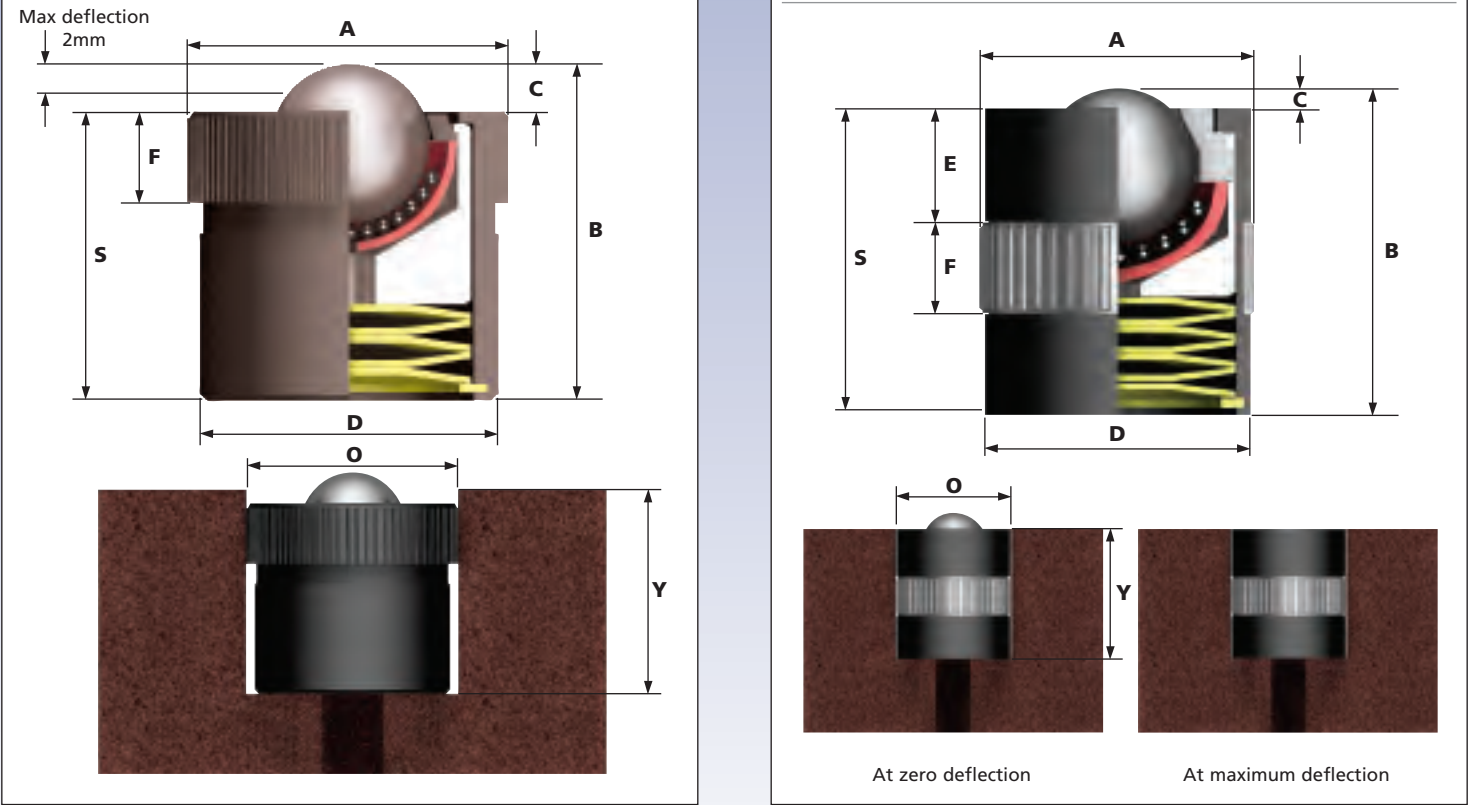 Max deflection
2mm
A
C
F
S
B
D
O
Y
A
C
E
S
F
B
D
O
Y
At zero deflection
At maximum deflection